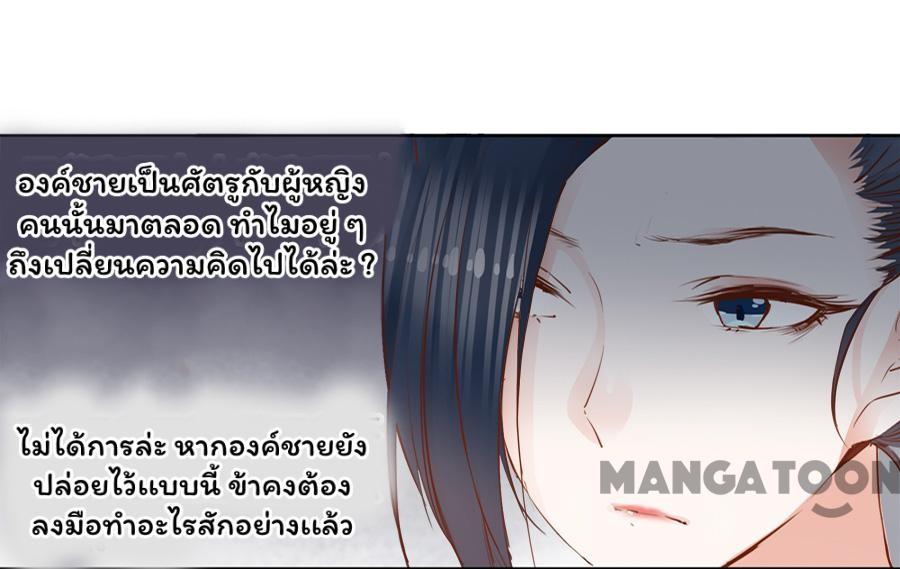 องค์ชายเป็นศัตรูกับผู้หญิง
คนนั้นมาตลอด ทำไมอยู่ ๆ
ถึงเปลี่ยนความคิดไปได้ล่ะ ?
ไม่ได้การล่ะ หากองค์ชายยัง
ปล่อยไว้แบบนี้ ข้าคงต้อง
ลงมือทำอะไรสักอย่างแล้ว
MANGATOON